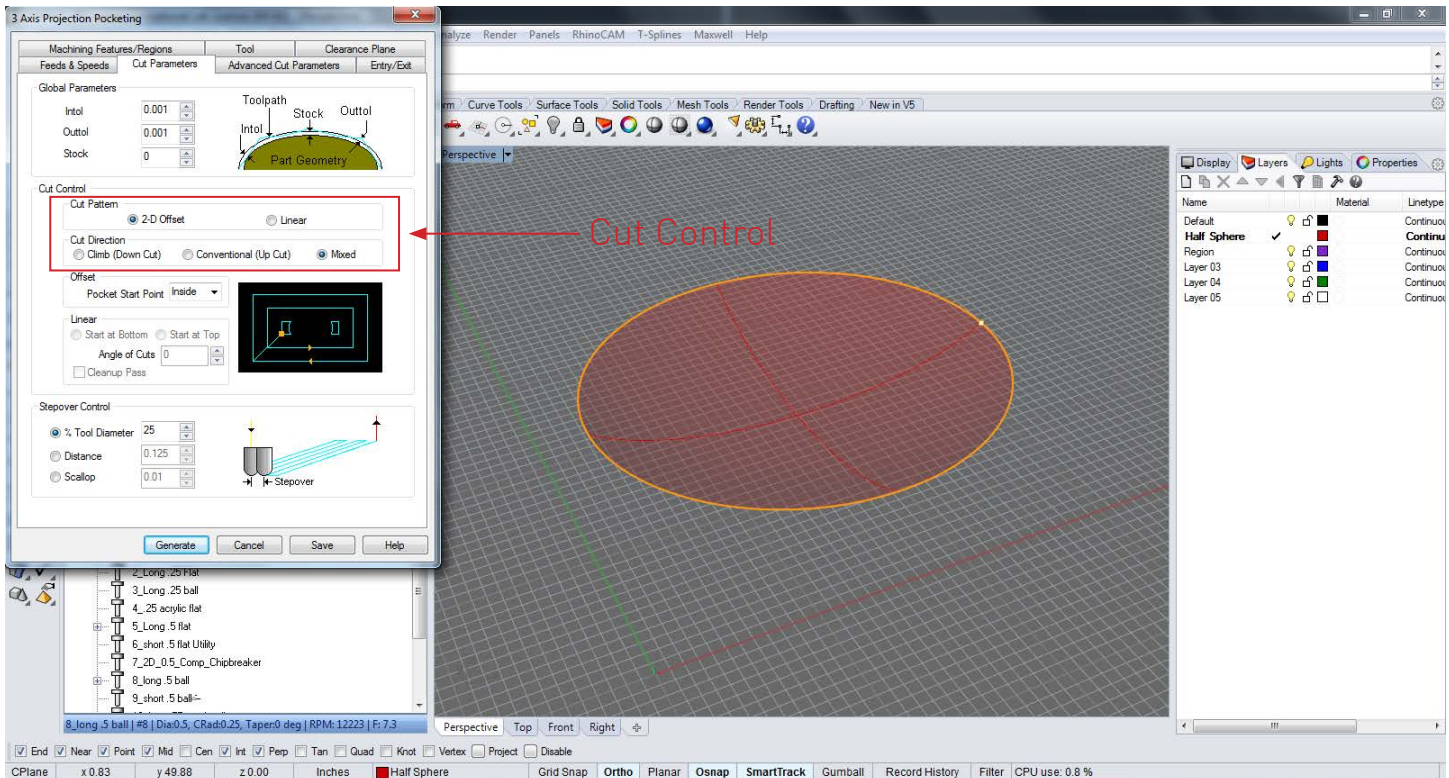 3 Axis Projection Pocketing
Machining Features/Regions Tool Clearance Plane
Feeds & Speeds Cut Parameters Advanced Cut Parameters Entry/Exit
Global Parameters
Intol 0.001
Outtol 0.001
Stock 0
Toolpath
Stock Outtol
Intol
Part Geometry
Cut Control
Cut Pattern
2-D Offset Linear
Cut Direction
Climb (Down Cut) Conventional (Up Cut) Mixed
Offset
Pocket Start Point Inside
Linear
Start at Bottom Start at Top
Angle of Cuts 0
Cleanup Pass
Stepover Control
% Tool Diameter 25
Distance 0.125
Scallop 0.01
Stepover
Generate Cancel Save Help
Cut Control
Render Panels RhinoCAM T-Splines Maxwell Help
Curve Tools Surface Tools Solid Tools Mesh Tools Render Tools Drafting New in V5
Perspective
Display Layers Lights Properties
Name Material Linetype
Default Continuou
Half Sphere Continu
Region Continuou
Layer 03 Continuou
Layer 04 Continuou
Layer 05 Continuou
2_Long .25 Flat
3_Long .25 ball
4_.25 acrylic flat
5_Long .5 flat
6_short .5 flat Utility
7_2D_0.5_Comp_Chipbreaker
8_long .5 ball
9_short .5 ball
8_long .5 ball | #8 | Dia:0.5, CRad:0.25, Taper:0 deg | RPM: 12223 | F: 7.3
Perspective Top Front Right
End Near Point Mid Cen Int Perp Tan Quad Knot Vertex Project Disable
CPlane x 0.83 y 49.88 z 0.00 Inches Half Sphere Grid Snap Ortho Planar Osnap SmartTrack Gumball Record History Filter CPU use: 0.8 %